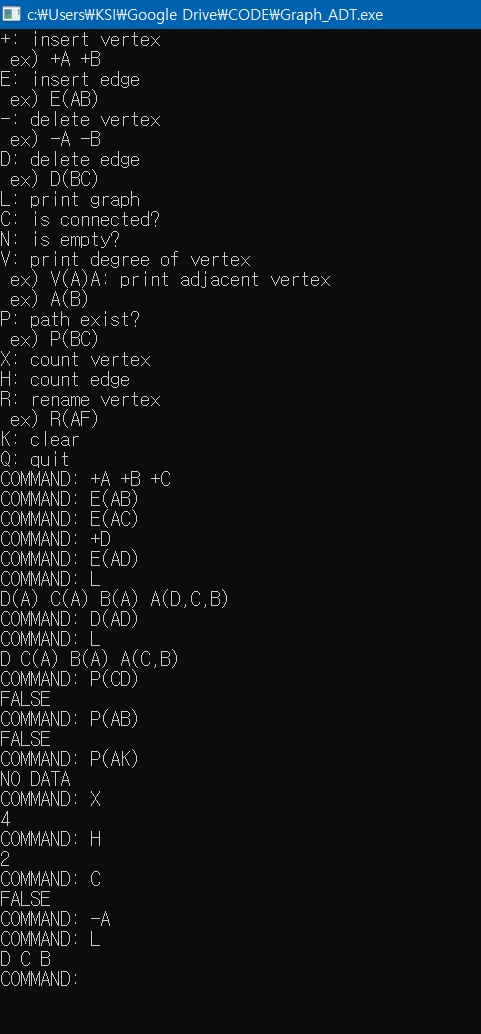 c:₩Users₩KSI₩Google Drive₩CODE₩Graph_ADT.exe
+: insert vertex
 ex) +A +B
E: insert edge
 ex) E(AB)
-: delete vertex
 ex) -A -B
D: delete edge
 ex) D(BC)
L: print graph
C: is connected?
N: is empty?
V: print degree of vertex
 ex) V(A)A: print adjacent vertex
 ex) A(B)
P: path exist?
 ex) P(BC)
X: count vertex
H: count edge
R: rename vertex
 ex) R(AF)
K: clear
Q: quit
COMMAND: +A +B +C
COMMAND: E(AB)
COMMAND: E(AC)
COMMAND: +D
COMMAND: E(AD)
COMMAND: L
D(A) C(A) B(A) A(D,C,B)
COMMAND: D(AD)
COMMAND: L
D C(A) B(A) A(C,B)
COMMAND: P(CD)
FALSE
COMMAND: P(AB)
FALSE
COMMAND: P(AK)
NO DATA
COMMAND: X
4
COMMAND: H
2
COMMAND: C
FALSE
COMMAND: -A
COMMAND: L
D C B
COMMAND: